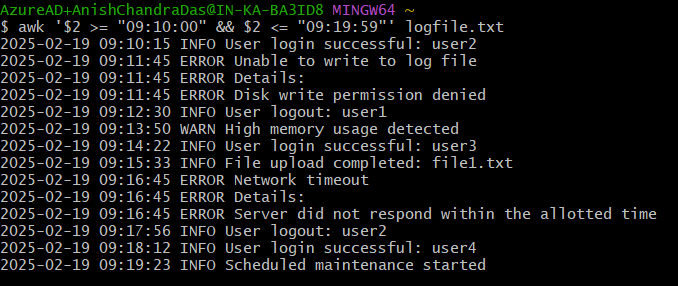 AzureAD+AnishChandraDas@IN-KA-BA3ID8 MINGW64 ~
$ awk '$2 >= "09:10:00" && $2 <= "09:19:59"' logfile.txt
2025-02-19 09:10:15 INFO User login successful: user2
2025-02-19 09:11:45 ERROR Unable to write to log file
2025-02-19 09:11:45 ERROR Details:
2025-02-19 09:11:45 ERROR Disk write permission denied
2025-02-19 09:12:30 INFO User logout: user1
2025-02-19 09:13:50 WARN High memory usage detected
2025-02-19 09:14:22 INFO User login successful: user3
2025-02-19 09:15:33 INFO File upload completed: file1.txt
2025-02-19 09:16:45 ERROR Network timeout
2025-02-19 09:16:45 ERROR Details:
2025-02-19 09:16:45 ERROR Server did not respond within the allotted time
2025-02-19 09:17:56 INFO User logout: user2
2025-02-19 09:18:12 INFO User login successful: user4
2025-02-19 09:19:23 INFO Scheduled maintenance started